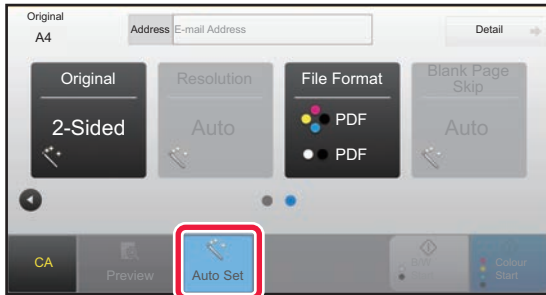 Original
A4
Address E-mail Address
Detail
Original
2-Sided
Resolution
Auto
File Format
PDF
PDF
Blank Page
Skip
Auto
CA
Preview
Auto Set
B/W
Start
Colour
Start